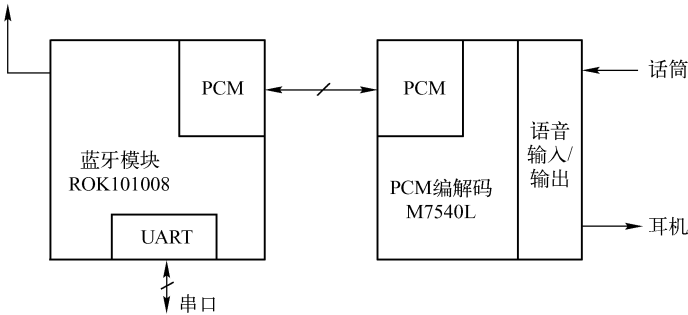 PCM
PCM
话筒
蓝牙模块
ROK101008
语音
输入/
输出
PCM编解码
M7540L
UART
耳机
串口